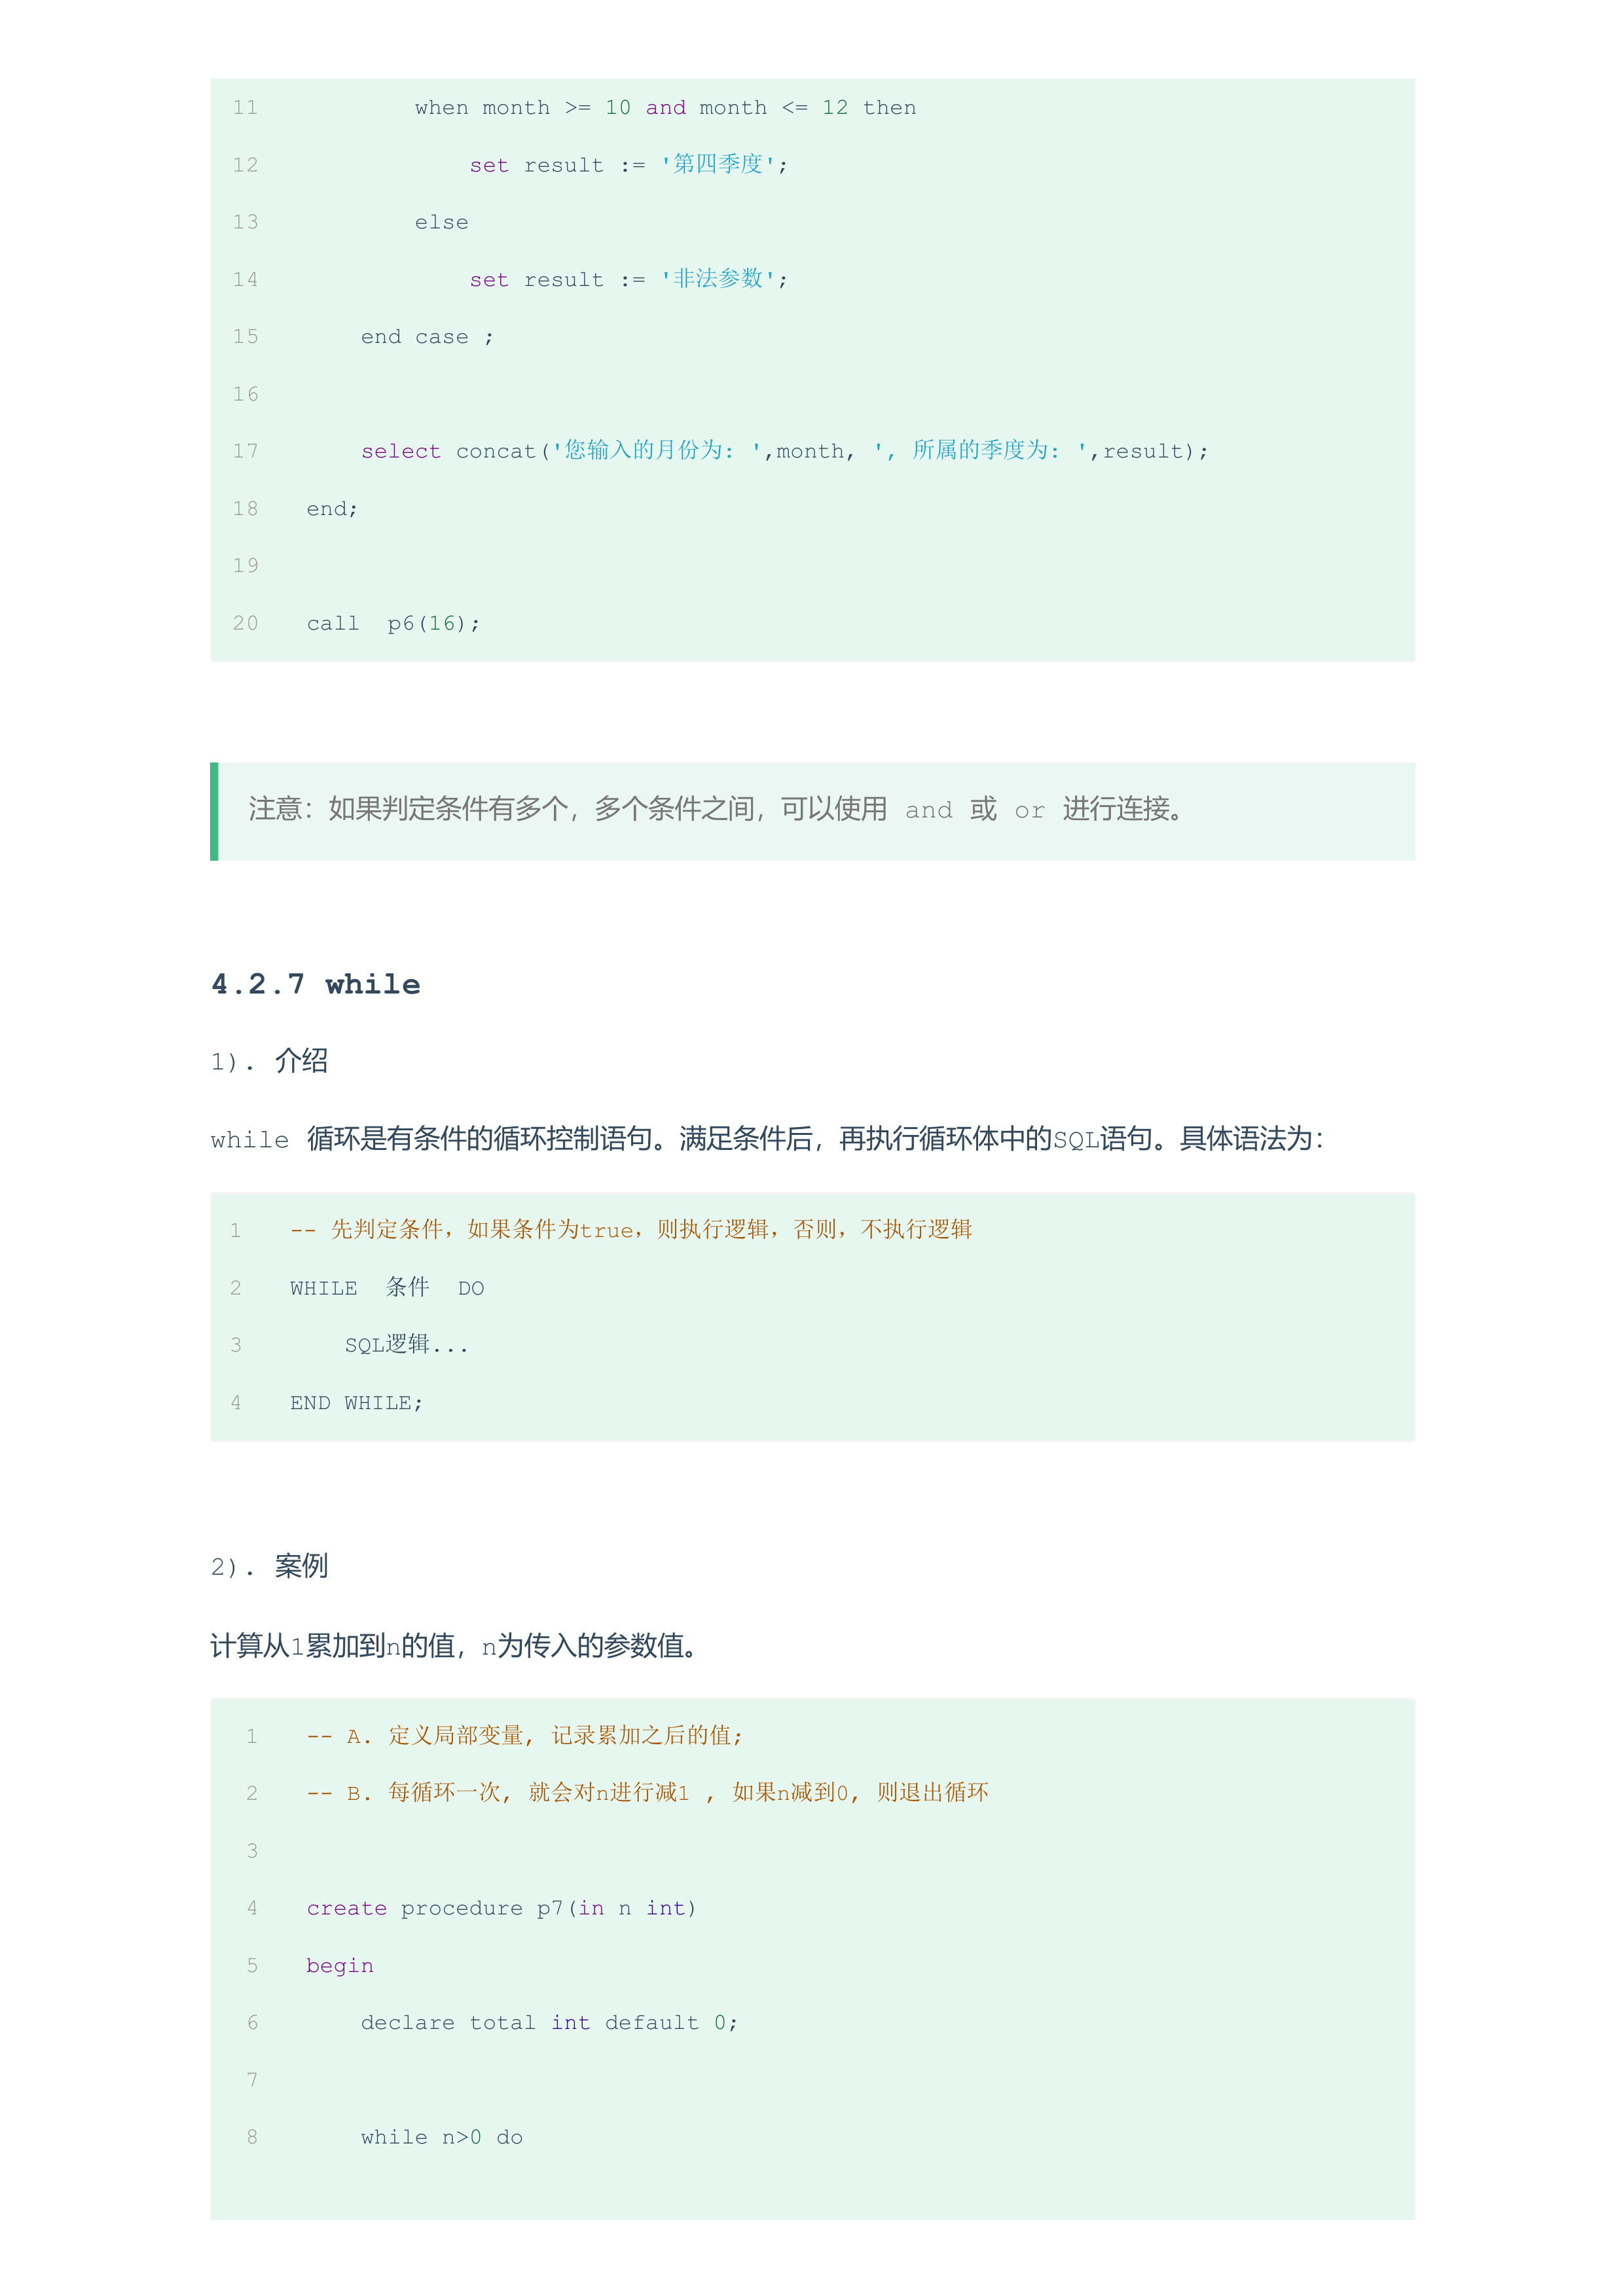 11 when month >= 10 and month <= 12 then
12 set result := '第四季度';
13 else
14 set result := '非法参数';
15 end case ;
16
17 select concat('您输入的月份为: ',month, ', 所属的季度为: ',result);
18 end;
19
20 call  p6(16);
注意：如果判定条件有多个，多个条件之间，可以使用 and 或 or 进行连接。
4.2.7 while
1). 介绍
while 循环是有条件的循环控制语句。满足条件后，再执行循环体中的SQL语句。具体语法为：
1 -- 先判定条件，如果条件为true，则执行逻辑，否则，不执行逻辑
2 WHILE  条件  DO
3 SQL逻辑...
4 END WHILE;
2). 案例
计算从1累加到n的值，n为传入的参数值。
1 -- A. 定义局部变量, 记录累加之后的值;
2 -- B. 每循环一次, 就会对n进行减1 , 如果n减到0, 则退出循环
3
4 create procedure p7(in n int)
5 begin
6 declare total int default 0;
7
8 while n>0 do